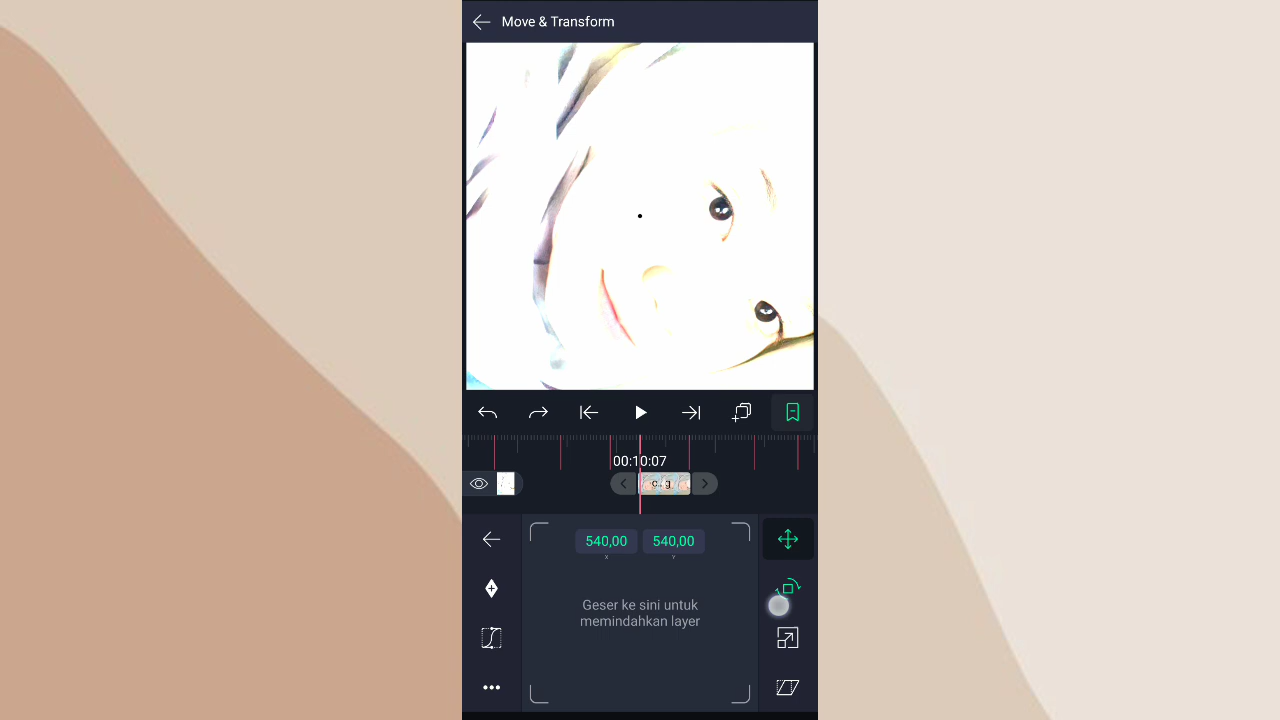 Move & Transform
00:10:07
540,00 540,00
X Y
Geser ke sini untuk
memindahkan layer